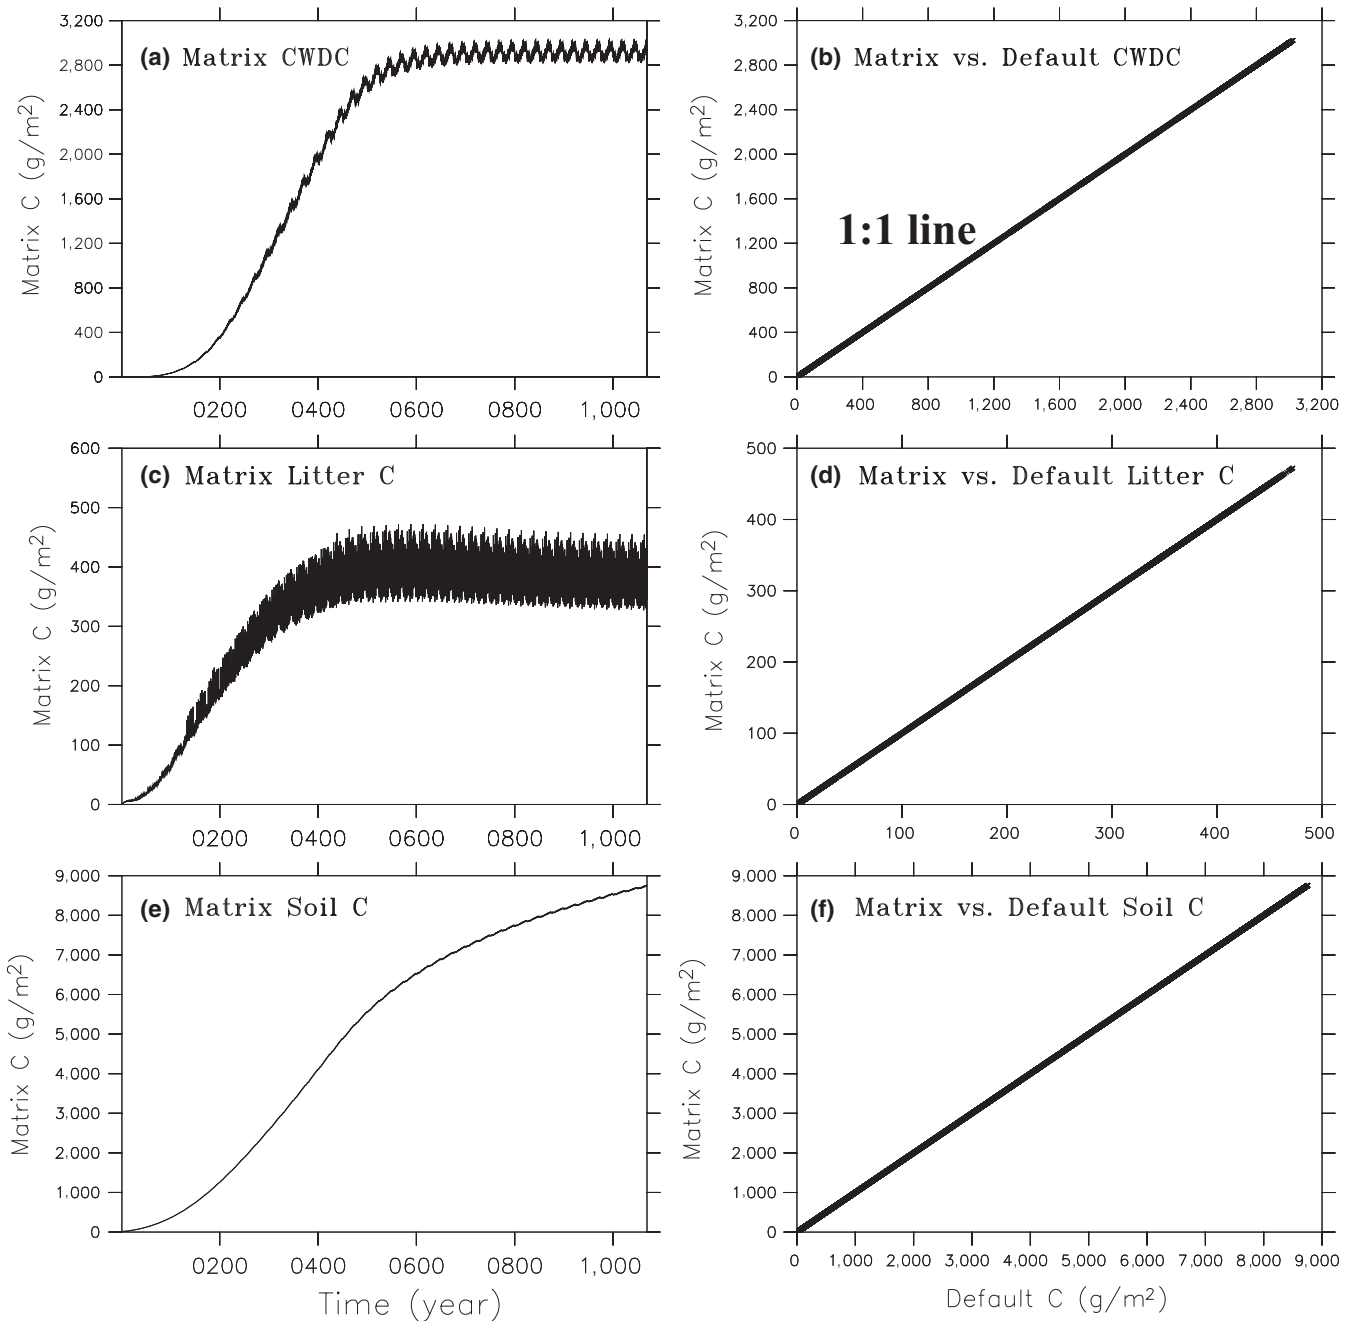 (a) Matrix CWDC
Matrix C (g/m²)
3,200
2,800
2,400
2,000
1,600
1,200
800
400
0
0200 0400 0600 0800 1,000
(b) Matrix vs. Default CWDC
1:1 line
Matrix C (g/m²)
3,200
2,800
2,400
2,000
1,600
1,200
800
400
0
0 400 800 1,200 1,600 2,000 2,400 2,800 3,200
(c) Matrix Litter C
Matrix C (g/m²)
600
500
400
300
200
100
0
0200 0400 0600 0800 1,000
(d) Matrix vs. Default Litter C
Matrix C (g/m²)
500
400
300
200
100
0
0 100 200 300 400 500
(e) Matrix Soil C
Matrix C (g/m²)
9,000
8,000
7,000
6,000
5,000
4,000
3,000
2,000
1,000
0
0200 0400 0600 0800 1,000
Time (year)
(f) Matrix vs. Default Soil C
Matrix C (g/m²)
9,000
8,000
7,000
6,000
5,000
4,000
3,000
2,000
1,000
0
0 1,000 2,000 3,000 4,000 5,000 6,000 7,000 8,000 9,000
Default C (g/m²)